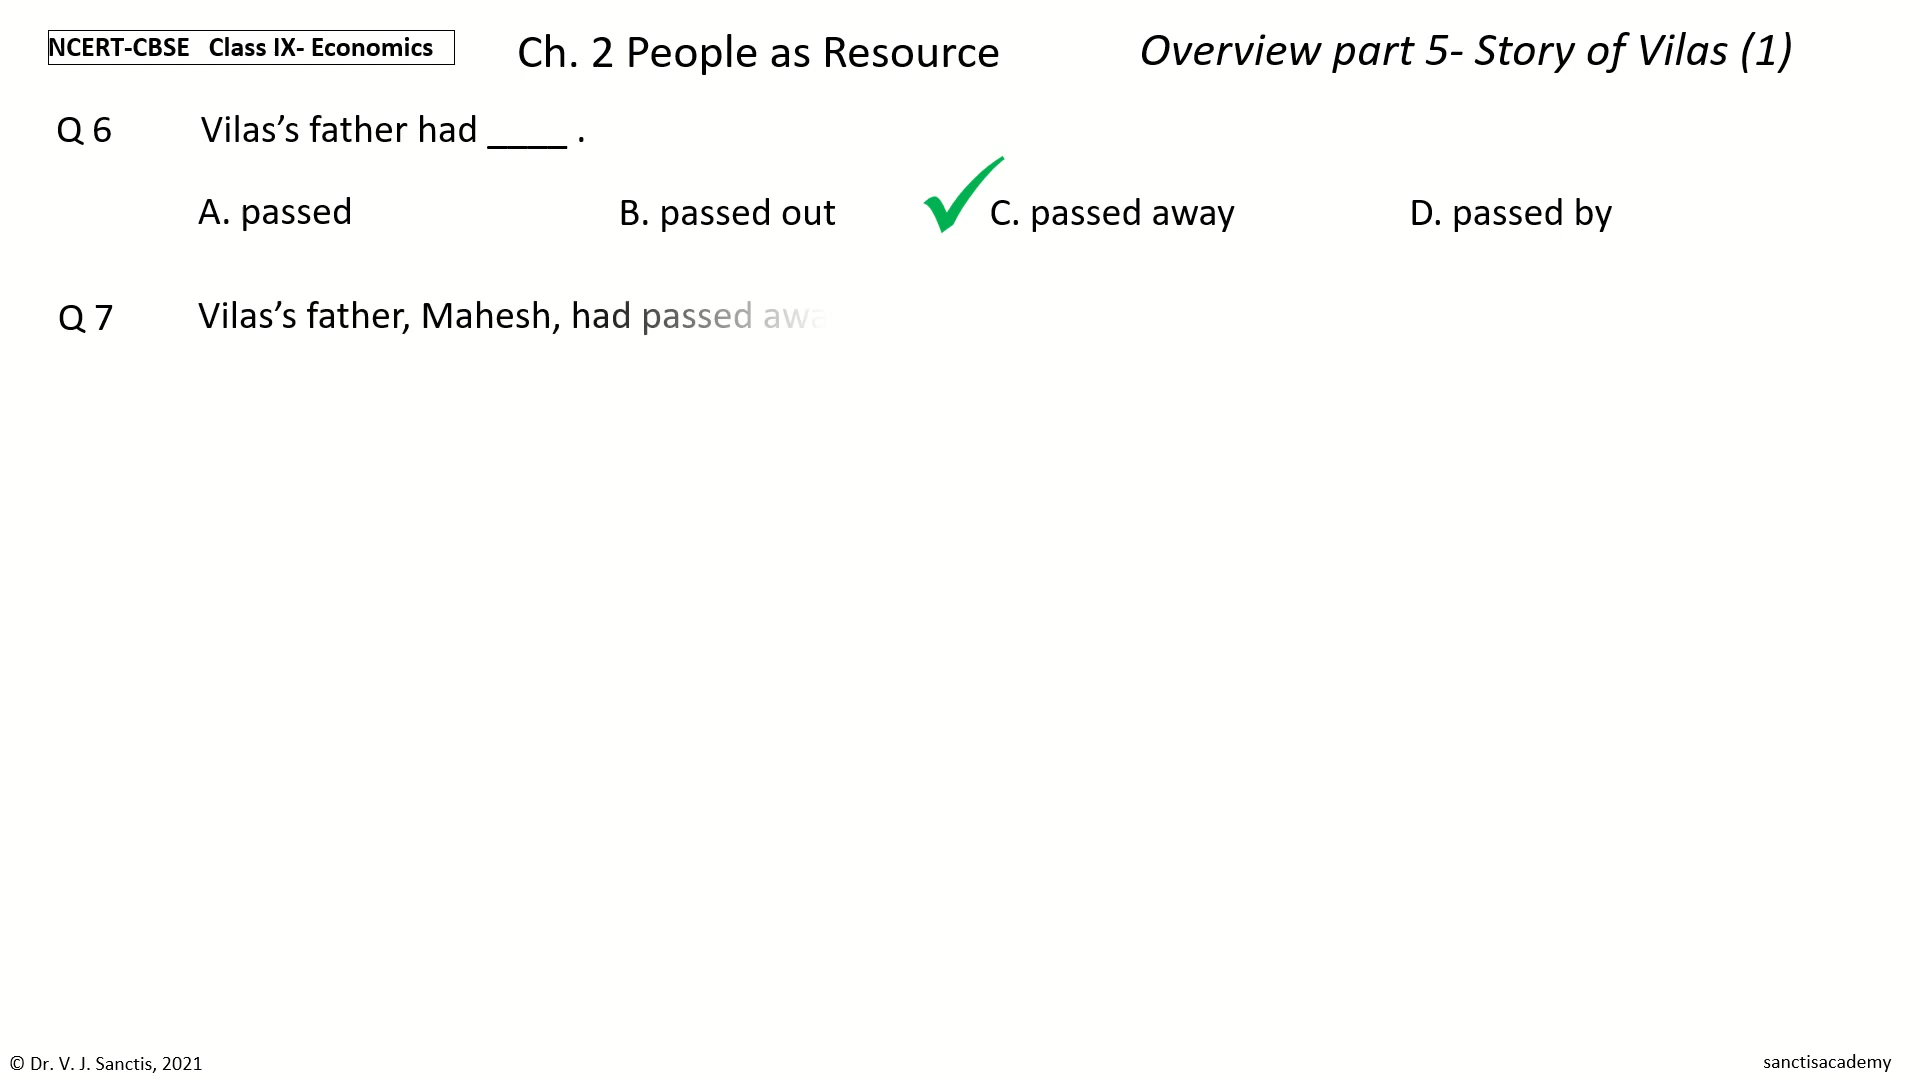 NCERT-CBSE Class IX- Economics
Ch. 2 People as Resource
Overview part 5- Story of Vilas (1)
Q 6 Vilas’s father had ____ .
A. passed B. passed out C. passed away D. passed by
Q 7 Vilas’s father, Mahesh, had passed awa
© Dr. V. J. Sanctis, 2021
sanctisacademy